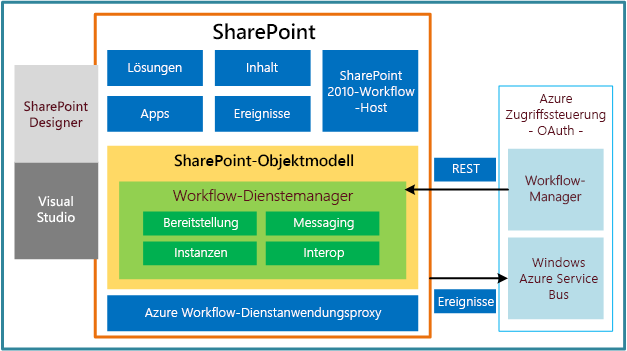 SharePoint
Lösungen
Inhalt
SharePoint
2010-Workflow
-Host
Apps
Ereignisse
SharePoint
Designer
Visual
Studio
SharePoint-Objektmodell
Workflow-Dienstemanager
Bereitstellung
Messaging
Instanzen
Interop
Azure Workflow-Dienstanwendungsproxy
REST
Ereignisse
Azure
Zugriffssteuerung
- OAuth -
Workflow-
Manager
Windows
Azure Service
Bus